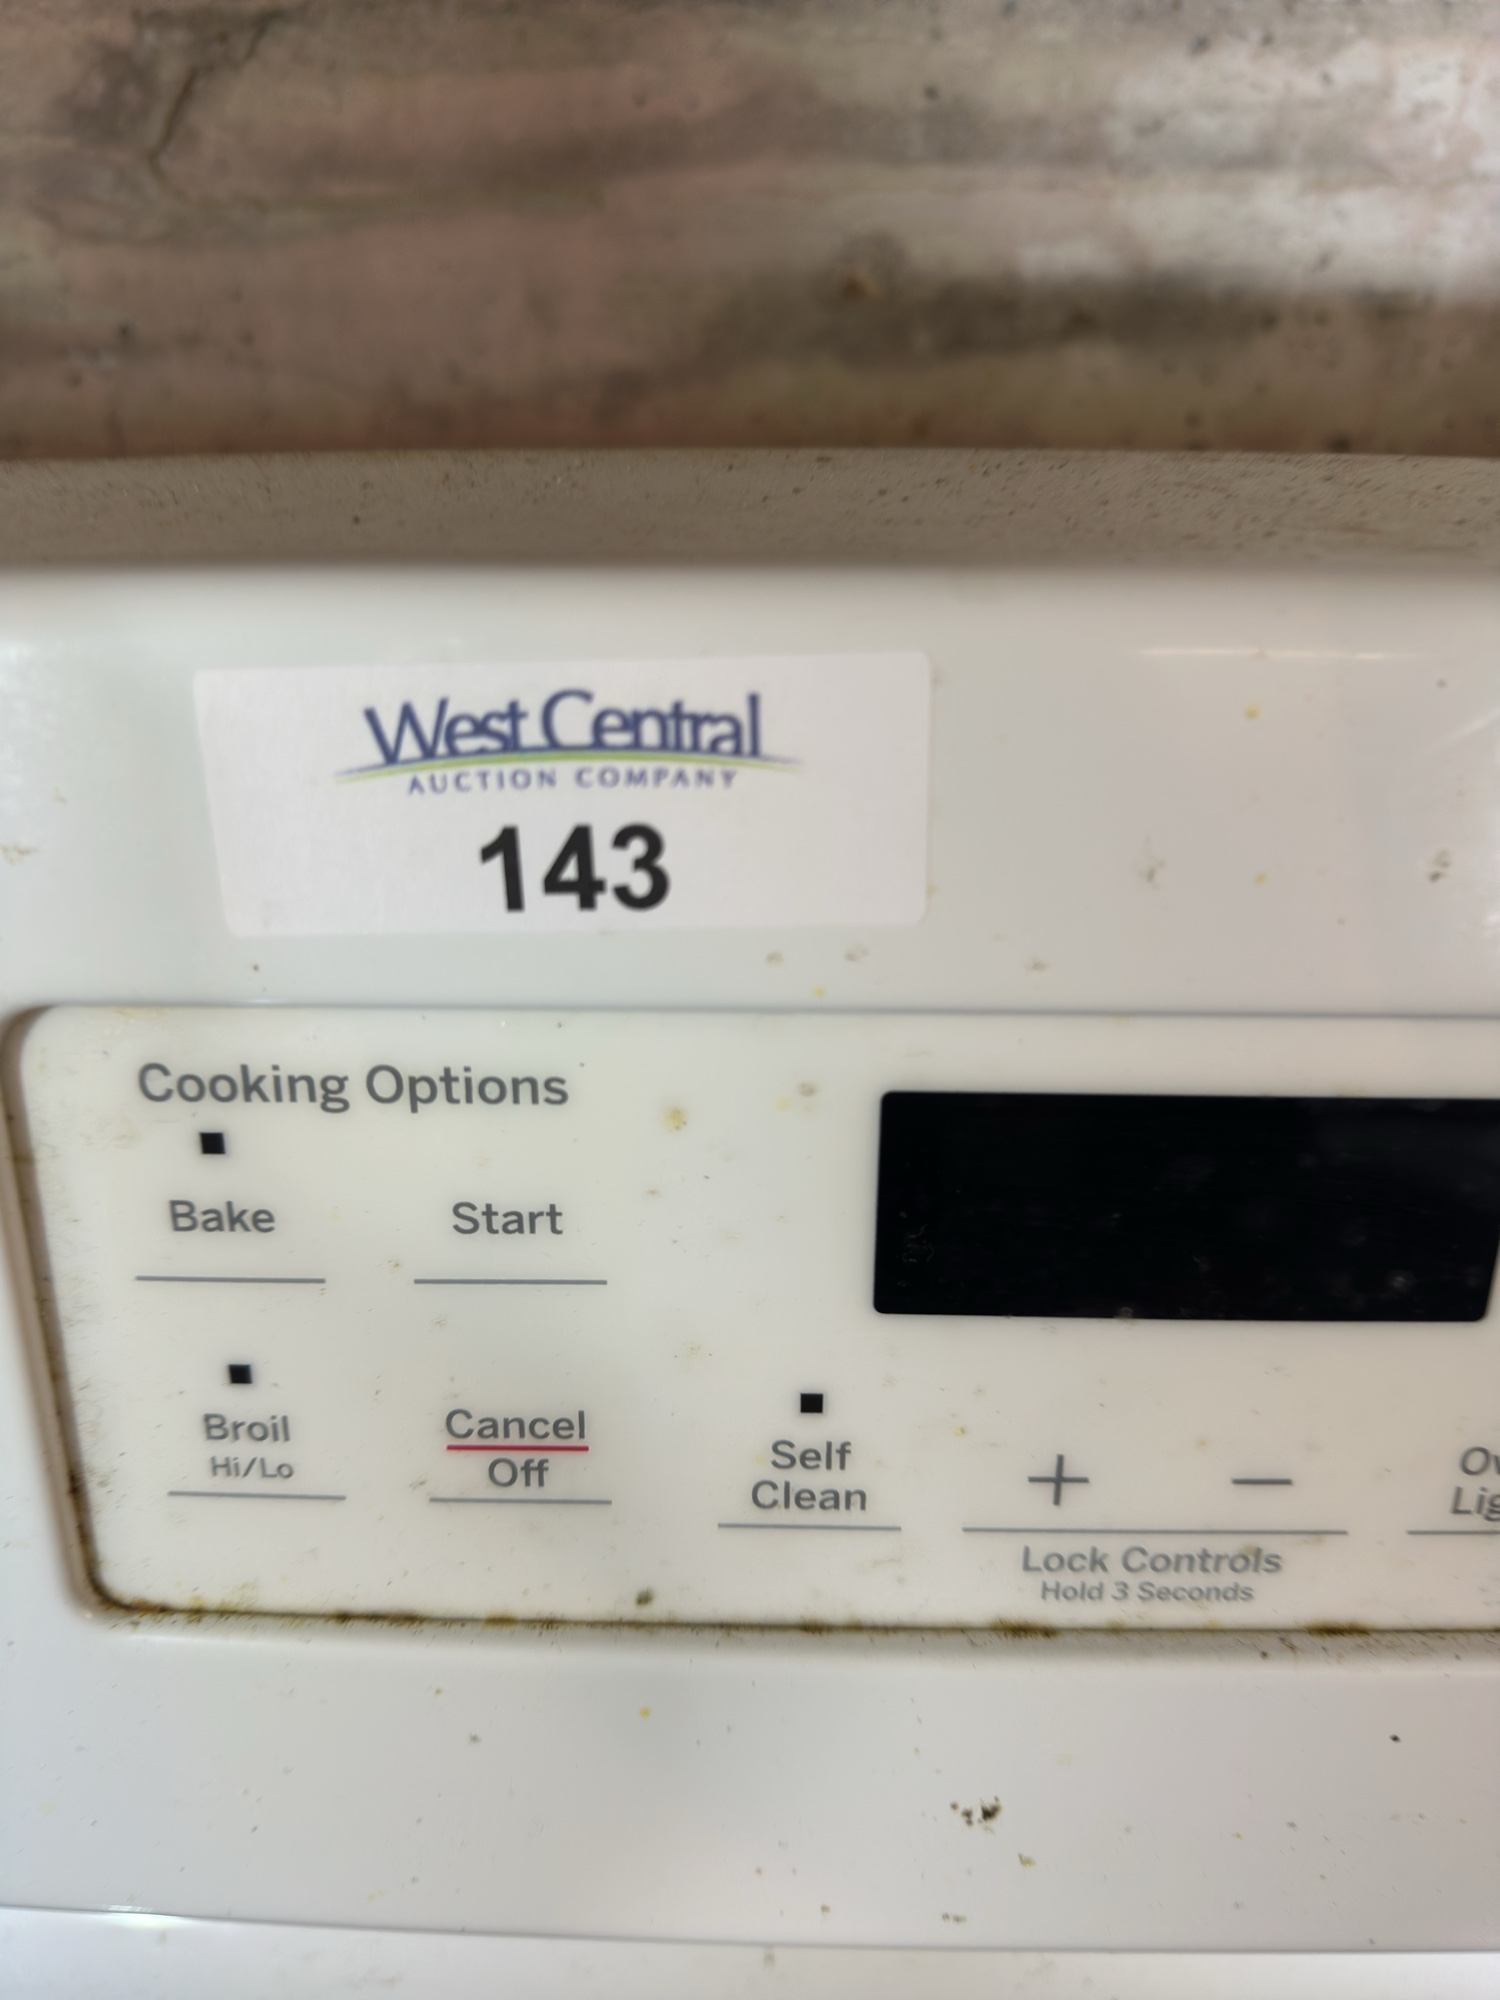 West Central
AUCTION COMPANY
143
Cooking Options
Bake
Start
Broil
Hi/Lo
Cancel
Off
Self
Clean
+ −
Lock Controls
Hold 3 Seconds